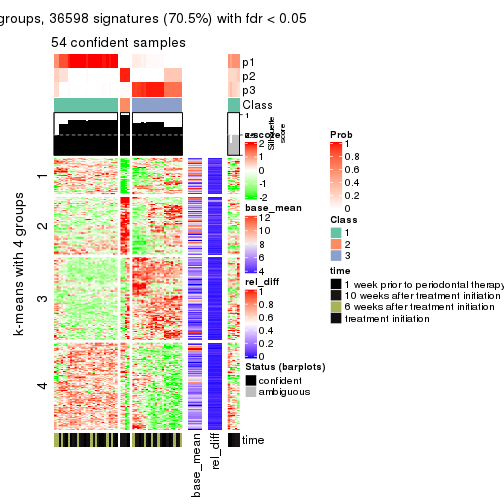 groups, 36598 signatures (70.5%) with fdr < 0.05
54 confident samples
p1
p2
p3
Class
1
Silhouette
score
z-score
2
1
0
-1
-2
base_mean
12
10
8
6
4
rel_diff
1
0.8
0.6
0.4
0.2
0
Status (barplots)
confident
ambiguous
Prob
1
0.8
0.6
0.4
0.2
0
Class
1
2
3
time
1 week prior to periodontal therapy
10 weeks after treatment initiation
6 weeks after treatment initiation
treatment initiation
k-means with 4 groups
1
2
3
4
time
base_mean
rel_diff